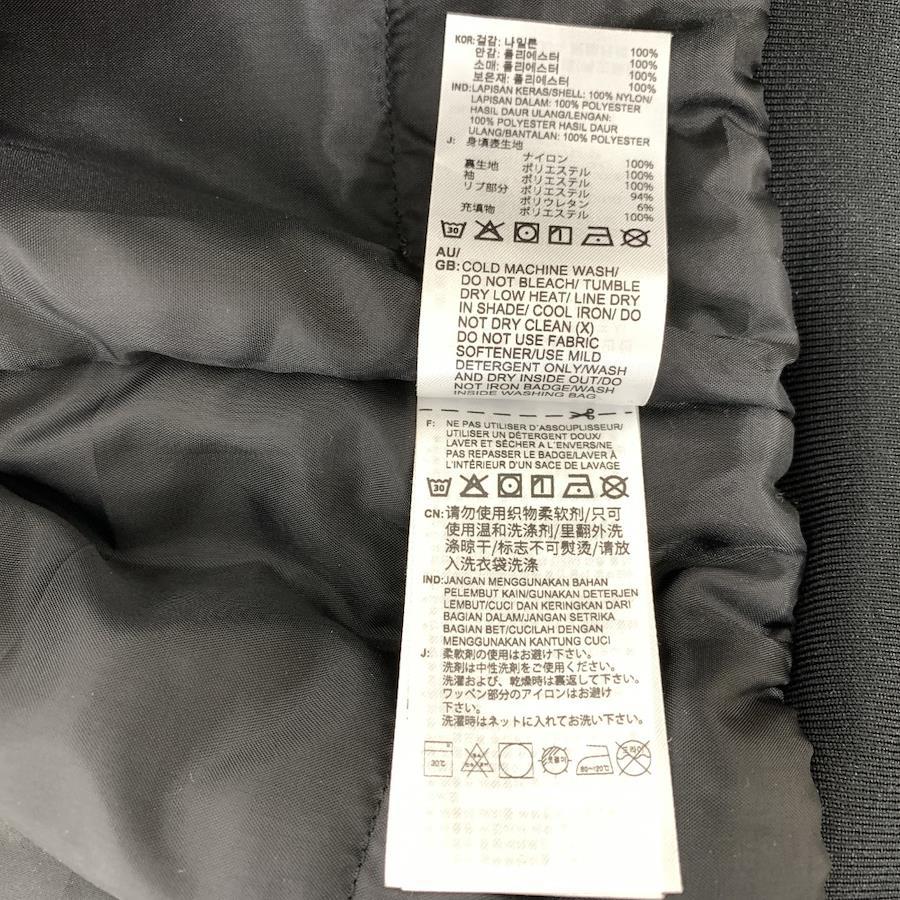 KOR:겉감: 나일론 100%
안감: 폴리에스터 100%
소매: 폴리에스터 100%
보온재: 폴리에스터 100%
IND:LAPISAN KERAS/SHELL: 100% NYLON/
LAPISAN DALAM: 100% POLYESTER
HASIL DAUR ULANG/LENGAN:
100% POLYESTER HASIL DAUR
ULANG/BANTALAN: 100% POLYESTER
J: 身頃表生地
ナイロン 100%
裏生地 ポリエステル 100%
袖 ポリエステル 100%
リブ部分 ポリエステル 94%
ポリウレタン 6%
充填物 ポリエステル 100%
30
AU/
GB: COLD MACHINE WASH/
DO NOT BLEACH/ TUMBLE
DRY LOW HEAT/ LINE DRY
IN SHADE/ COOL IRON/ DO
NOT DRY CLEAN (X)
DO NOT USE FABRIC
SOFTENER/USE MILD
DETERGENT ONLY/WASH
AND DRY INSIDE OUT/DO
NOT IRON BADGE/WASH
INSIDE WASHING BAG
F: NE PAS UTILISER D'ASSOUPLISSEUR/
UTILISER UN DÉTERGENT DOUX/
LAVER ET SÉCHER A L'ENVERS/NE
PAS REPASSER LE BADGE/LAVER À
L'INTÉRIEUR D'UN SACE DE LAVAGE
30
CN:请勿使用织物柔软剂/只可
使用温和洗涤剂/里翻外洗
涤晾干/标志不可熨烫/请放
入洗衣袋洗涤
IND:JANGAN MENGGUNAKAN BAHAN
PELEMBUT KAIN/GUNAKAN DETERJEN
LEMBUT/CUCI DAN KERINGKAN DARI
BAGIAN DALAM/JANGAN SETRIKA
BAGIAN BET/CUCILAH DENGAN
MENGGUNAKAN KANTUNG CUCI
J: 柔軟剤の使用はお避け下さい。
洗剤は中性洗剤をご使用ください。
洗濯および、乾燥時は裏返して下さい。
ワッペン部分のアイロンはお避け
下さい。
洗濯時はネットに入れてお洗い下さい。
30℃ 80~120℃ 드라이